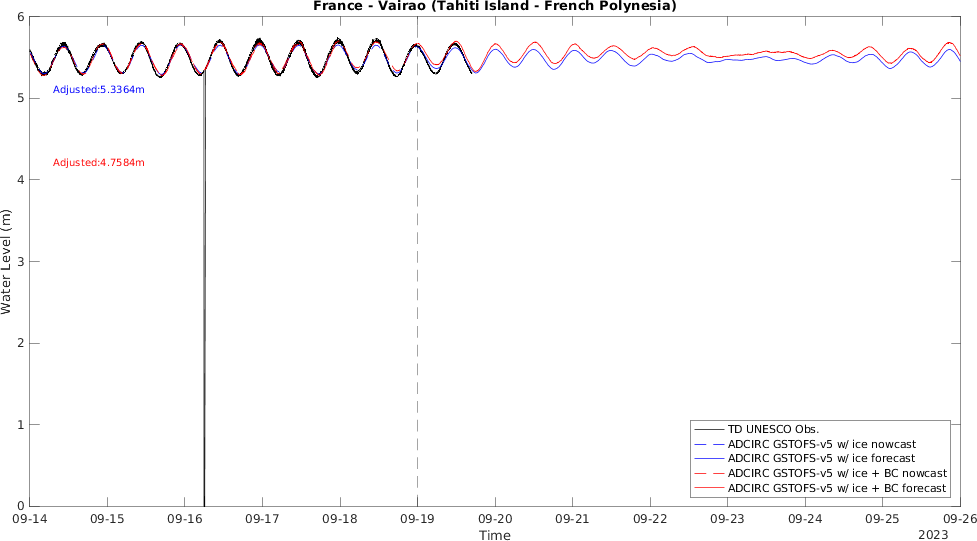 France - Vairao (Tahiti Island - French Polynesia)
6
5
4
3
2
1
0
Water Level (m)
Adjusted:5.3364m
Adjusted:4.7584m
TD UNESCO Obs.
ADCIRC GSTOFS-v5 w/ ice nowcast
ADCIRC GSTOFS-v5 w/ ice forecast
ADCIRC GSTOFS-v5 w/ ice + BC nowcast
ADCIRC GSTOFS-v5 w/ ice + BC forecast
09-14 09-15 09-16 09-17 09-18 09-19 09-20 09-21 09-22 09-23 09-24 09-25 09-26
Time
2023